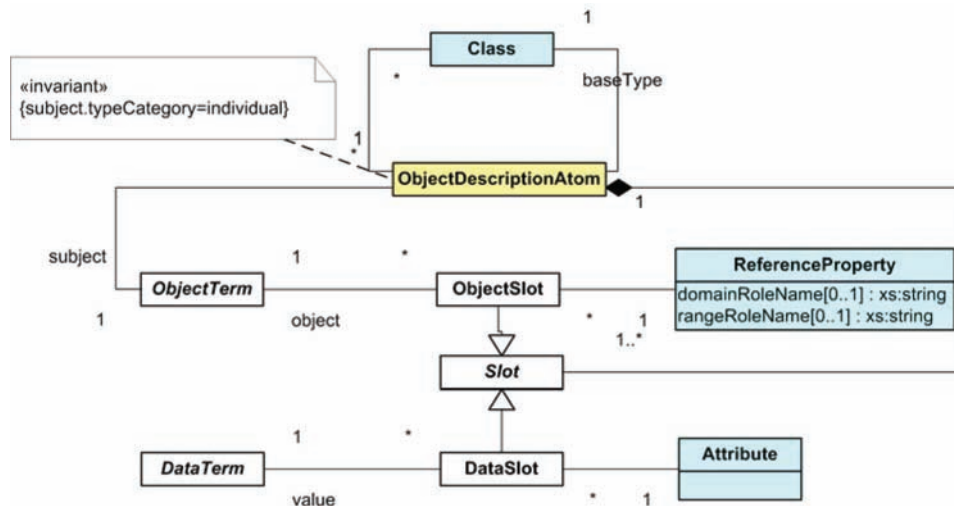 1
Class
*
baseType
«invariant»
{subject.typeCategory=individual}
1
*
ObjectDescriptionAtom
1
subject
1
*
ReferenceProperty
domainRoleName[0..1] : xs:string
rangeRoleName[0..1] : xs:string
ObjectTerm
ObjectSlot
1
object
*
1
1..*
Slot
1
*
DataTerm
DataSlot
Attribute
value
*
1